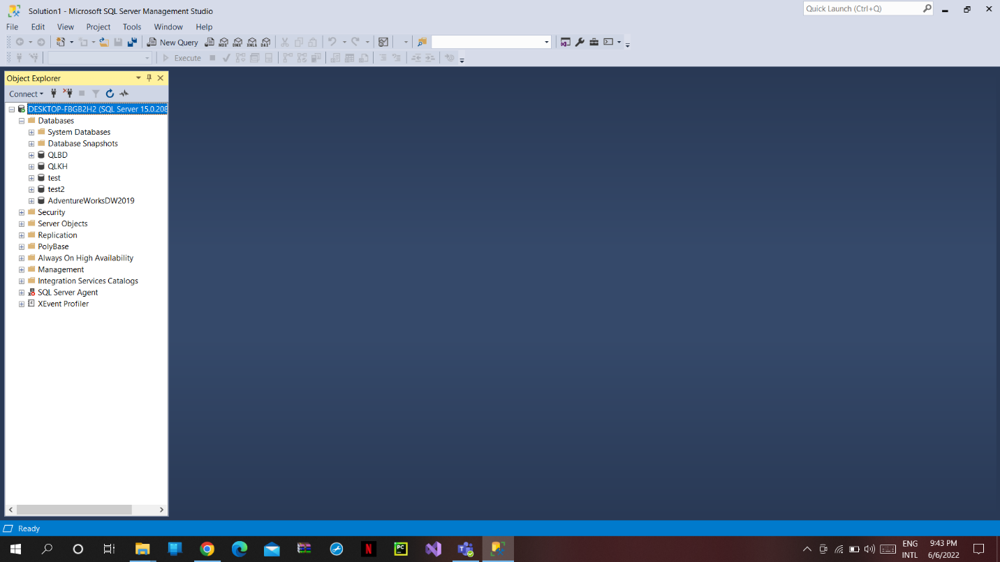 Solution1 - Microsoft SQL Server Management Studio
Quick Launch (Ctrl+Q)
File Edit View Project Tools Window Help
New Query MDX DMX XMLA DAX
Execute
Object Explorer
Connect
DESKTOP-FBGB2H2 (SQL Server 15.0.208
Databases
System Databases
Database Snapshots
QLBD
QLKH
test
test2
AdventureWorksDW2019
Security
Server Objects
Replication
PolyBase
Always On High Availability
Management
Integration Services Catalogs
SQL Server Agent
XEvent Profiler
Ready
N PC
ENG 9:43 PM
INTL 6/6/2022